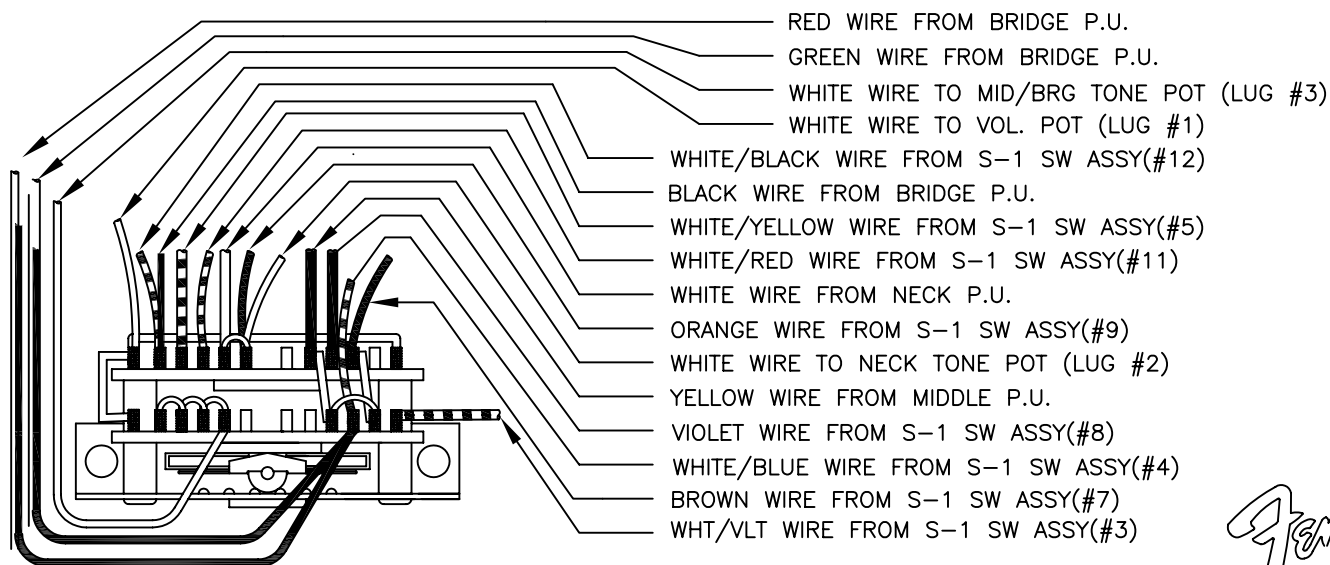 RED WIRE FROM BRIDGE P.U.
GREEN WIRE FROM BRIDGE P.U.
WHITE WIRE TO MID/BRG TONE POT (LUG #3)
WHITE WIRE TO VOL. POT (LUG #1)
WHITE/BLACK WIRE FROM S-1 SW ASSY(#12)
BLACK WIRE FROM BRIDGE P.U.
WHITE/YELLOW WIRE FROM S-1 SW ASSY(#5)
WHITE/RED WIRE FROM S-1 SW ASSY(#11)
WHITE WIRE FROM NECK P.U.
ORANGE WIRE FROM S-1 SW ASSY(#9)
WHITE WIRE TO NECK TONE POT (LUG #2)
YELLOW WIRE FROM MIDDLE P.U.
VIOLET WIRE FROM S-1 SW ASSY(#8)
WHITE/BLUE WIRE FROM S-1 SW ASSY(#4)
BROWN WIRE FROM S-1 SW ASSY(#7)
WHT/VLT WIRE FROM S-1 SW ASSY(#3)